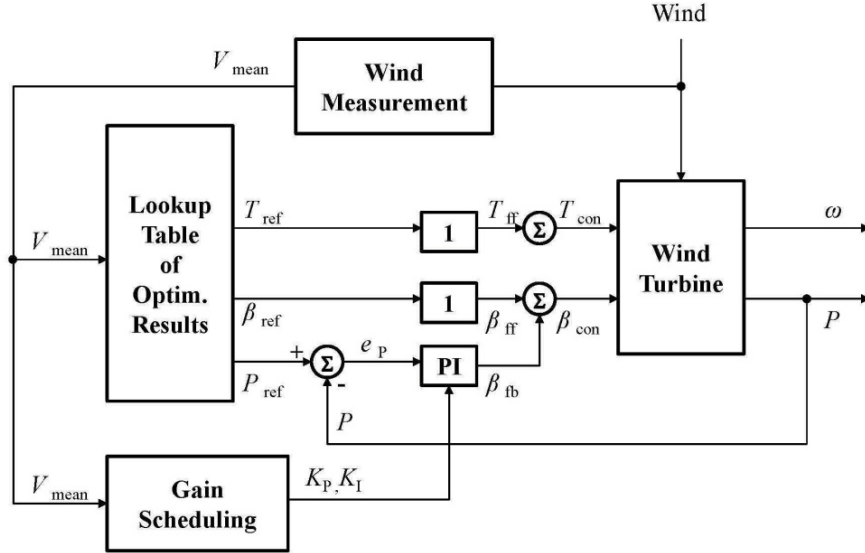 Wind
V mean
Wind
Measurement
Lookup
Table
of
Optim.
Results
T ref
1
T ff
Σ
T con
Wind
Turbine
ω
V mean
β ref
1
β ff
Σ
β con
P
+
Σ
-
e P
PI
β fb
P ref
P
V mean
Gain
Scheduling
K P , K I